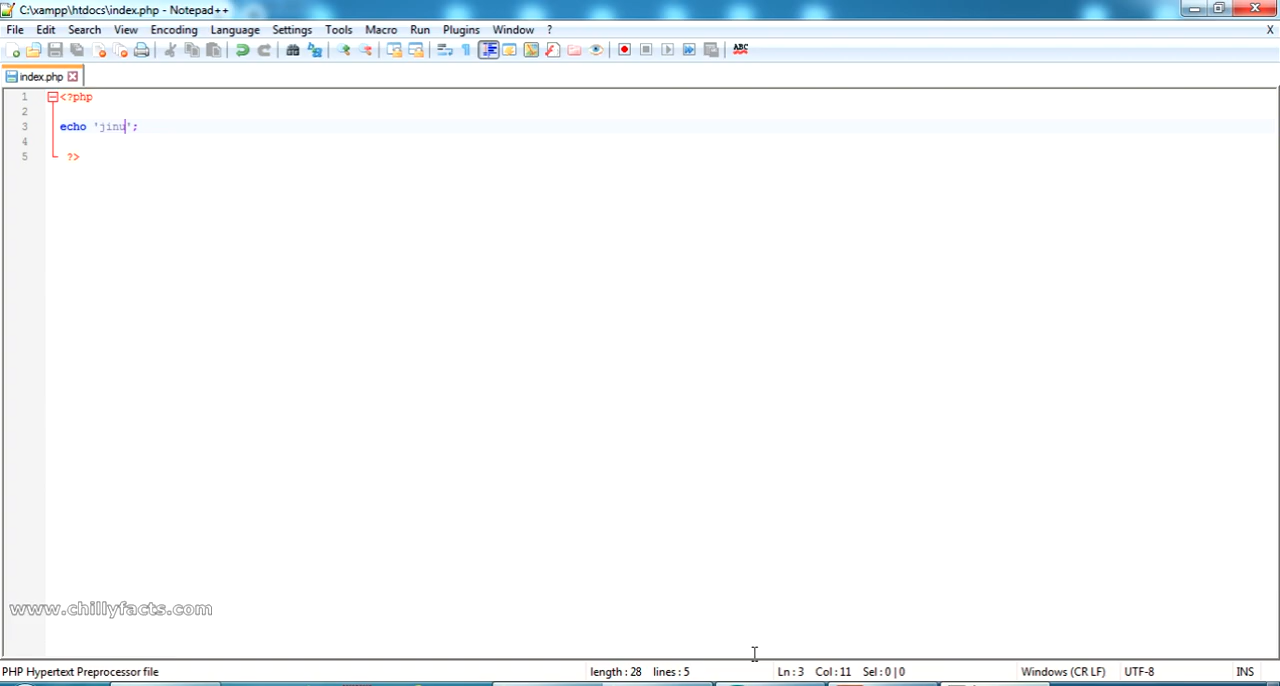 C:\xampp\htdocs\index.php - Notepad++
File Edit Search View Encoding Language Settings Tools Macro Run Plugins Window ? X
ABC
index.php
1 <?php
2
3 echo 'jinu';
4
5 ?>
www.chillyfacts.com
PHP Hypertext Preprocessor file length : 28 lines : 5 Ln : 3 Col : 11 Sel : 0 | 0 Windows (CR LF) UTF-8 INS